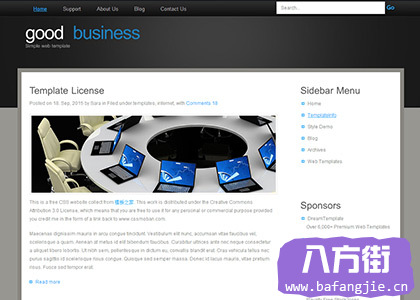 Home Support About Us Blog Contact Us
Search... Go
good business
Simple web template
Template License
Posted on 18. Sep, 2015 by Sara in Filed under templates, internet, with Comments 18
This is a free CSS website collect from 模板之家. This work is distributed under the Creative Commons
Attribution 3.0 License, which means that you are free to use it for any personal or commercial purpose provided
you credit me in the form of a link back to www.cssmoban.com.
Maecenas dignissim mauris in arcu congue tincidunt. Vestibulum elit nunc, accumsan vitae faucibus vel,
scelerisque a quam. Aenean at metus id elit bibendum faucibus. Curabitur ultrices ante nec neque consectetur
a aliquet libero lobortis. Ut nibh sem, pellentesque in dictum eu, convallis blandit erat. Cras vehicula tellus nec
purus sagittis id scelerisque risus congue. Quisque sed semper massa. Donec id lacus mauris, vitae pretium
risus. Fusce sed tempor erat.
Read more
Sidebar Menu
Home
TemplateInfo
Style Demo
Blog
Archives
Web Templates
Sponsors
DreamTemplate
Over 6,000+ Premium Web Templates
八方街
www.bafangjie.cn